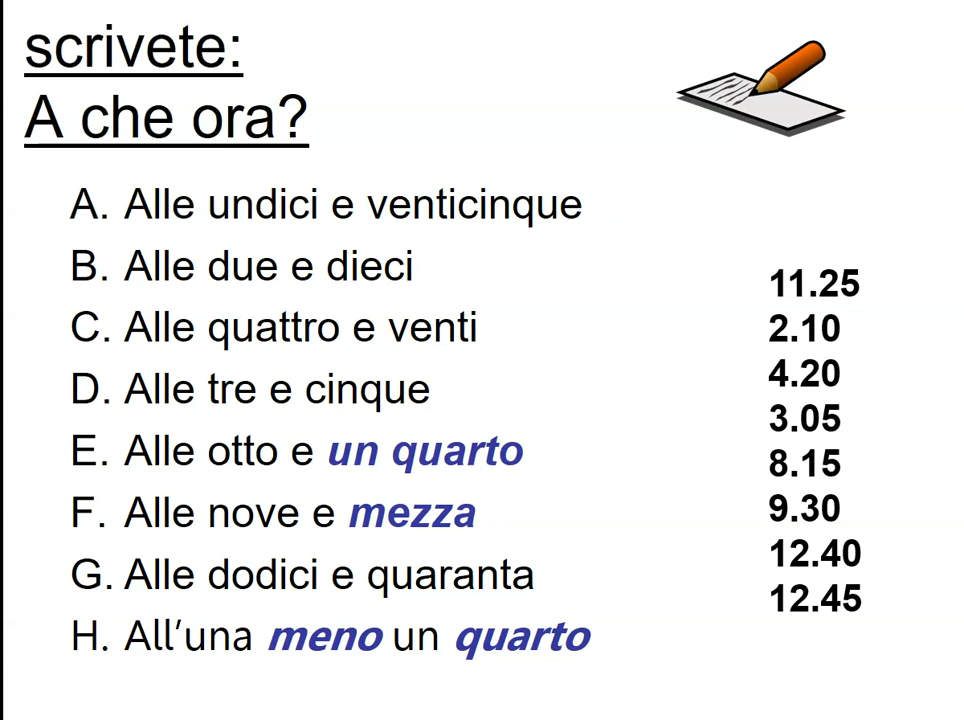 scrivete:
A che ora?
A. Alle undici e venticinque
B. Alle due e dieci
C. Alle quattro e venti
D. Alle tre e cinque
E. Alle otto e un quarto
F. Alle nove e mezza
G. Alle dodici e quaranta
H. All’una meno un quarto
11.25
2.10
4.20
3.05
8.15
9.30
12.40
12.45